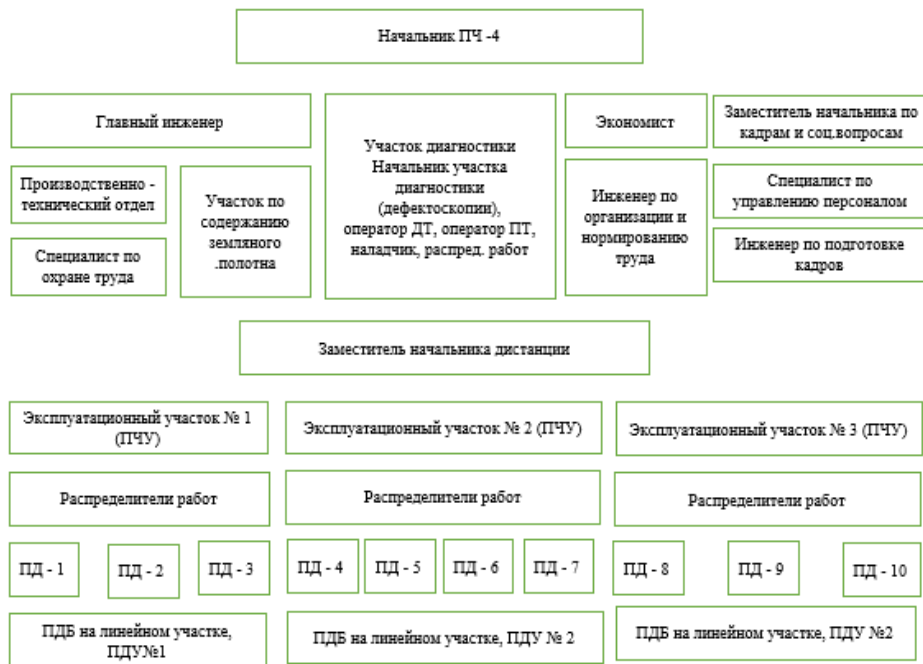 Начальник ПЧ -4
Главный инженер
Участок диагностики
Начальник участка
диагностики
(дефектоскопии),
оператор ДТ, оператор ПТ,
наладчик, распред. работ
Экономист
Заместитель начальника по
кадрам и соц.вопросам
Производственно -
технический отдел
Участок по
содержанию
земляного
.полотна
Инженер по
организации и
нормированию
труда
Специалист по
управлению персоналом
Специалист по
охране труда
Инженер по подготовке
кадров
Заместитель начальника дистанции
Эксплуатационный участок № 1
(ПЧУ)
Эксплуатационный участок № 2 (ПЧУ)
Эксплуатационный участок № 3 (ПЧУ)
Распределители работ
Распределители работ
Распределители работ
ПД - 1
ПД - 2
ПД - 3
ПД - 4
ПД - 5
ПД - 6
ПД - 7
ПД - 8
ПД - 9
ПД - 10
ПДБ на линейном участке,
ПДУ№1
ПДБ на линейном участке, ПДУ № 2
ПДБ на линейном участке, ПДУ №2